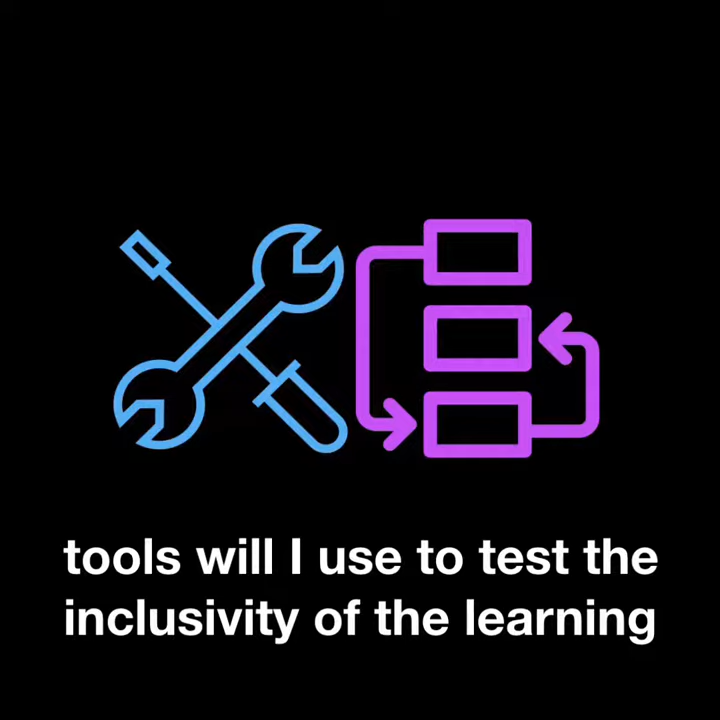 tools will I use to test the
inclusivity of the learning